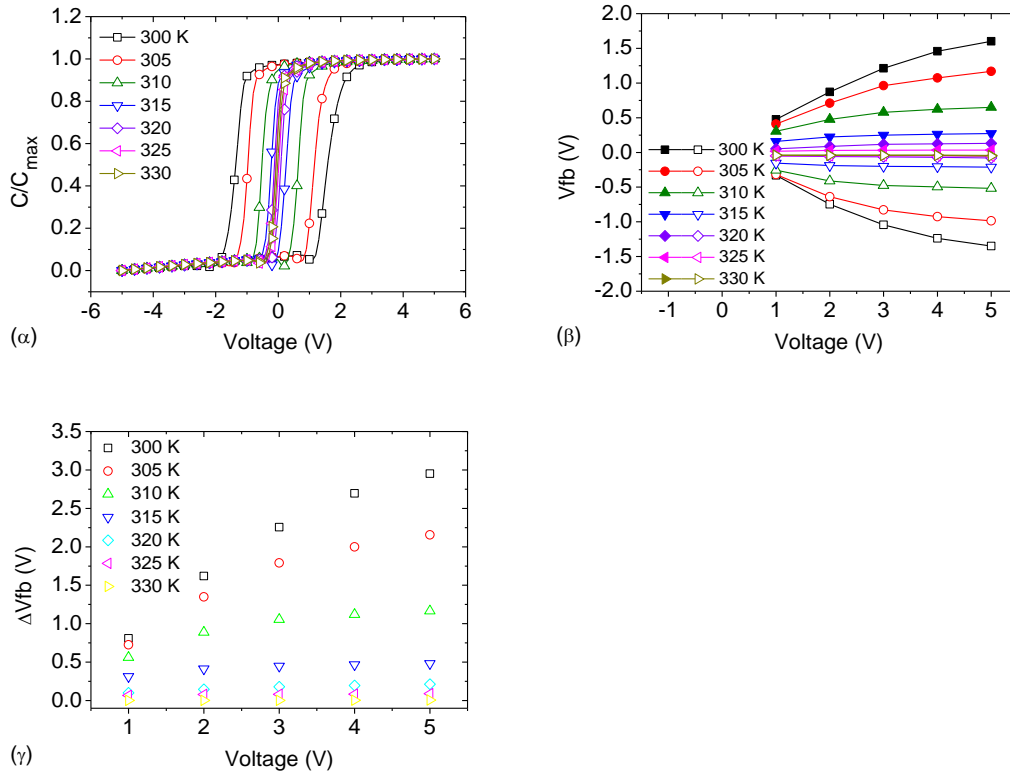 1.2
1.0
0.8
0.6
0.4
0.2
0.0
C/Cmax
300 K
305
310
315
320
325
330
-6 -4 -2 0 2 4 6
Voltage (V)
(α)
2.0
1.5
1.0
0.5
0.0
-0.5
-1.0
-1.5
-2.0
Vfb (V)
300 K
305 K
310 K
315 K
320 K
325 K
330 K
-1 0 1 2 3 4 5
Voltage (V)
(β)
3.5
3.0
2.5
2.0
1.5
1.0
0.5
0.0
ΔVfb (V)
300 K
305 K
310 K
315 K
320 K
325 K
330 K
1 2 3 4 5
Voltage (V)
(γ)